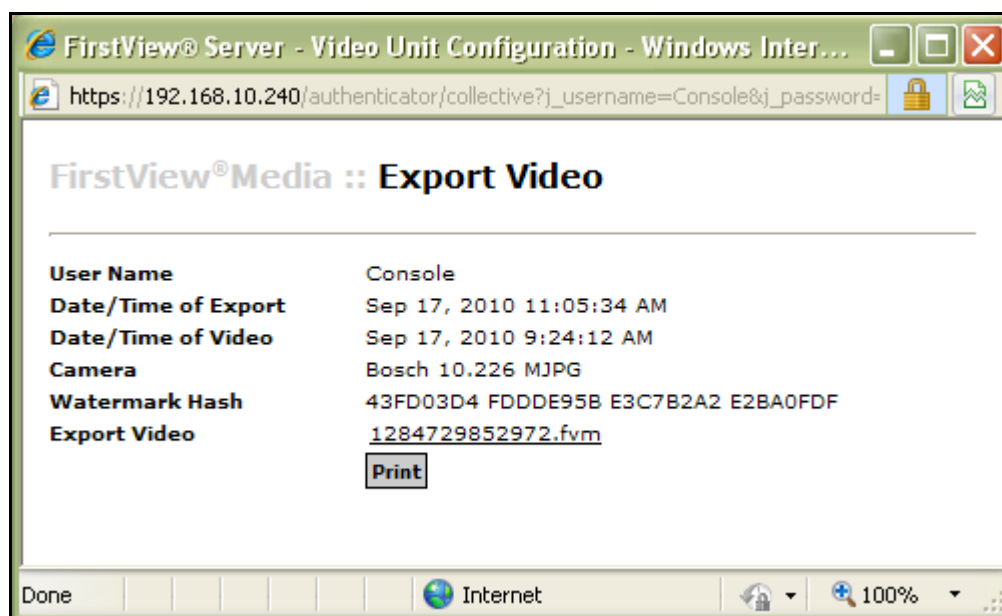 FirstView® Server - Video Unit Configuration - Windows Inter...
https://192.168.10.240/authenticator/collective?j_username=Console&j_password=
FirstView®Media :: Export Video
User Name Console
Date/Time of Export Sep 17, 2010 11:05:34 AM
Date/Time of Video Sep 17, 2010 9:24:12 AM
Camera Bosch 10.226 MJPG
Watermark Hash 43FD03D4 FDDDE95B E3C7B2A2 E2BA0FDF
Export Video 1284729852972.fvm
Print
Done Internet 100%